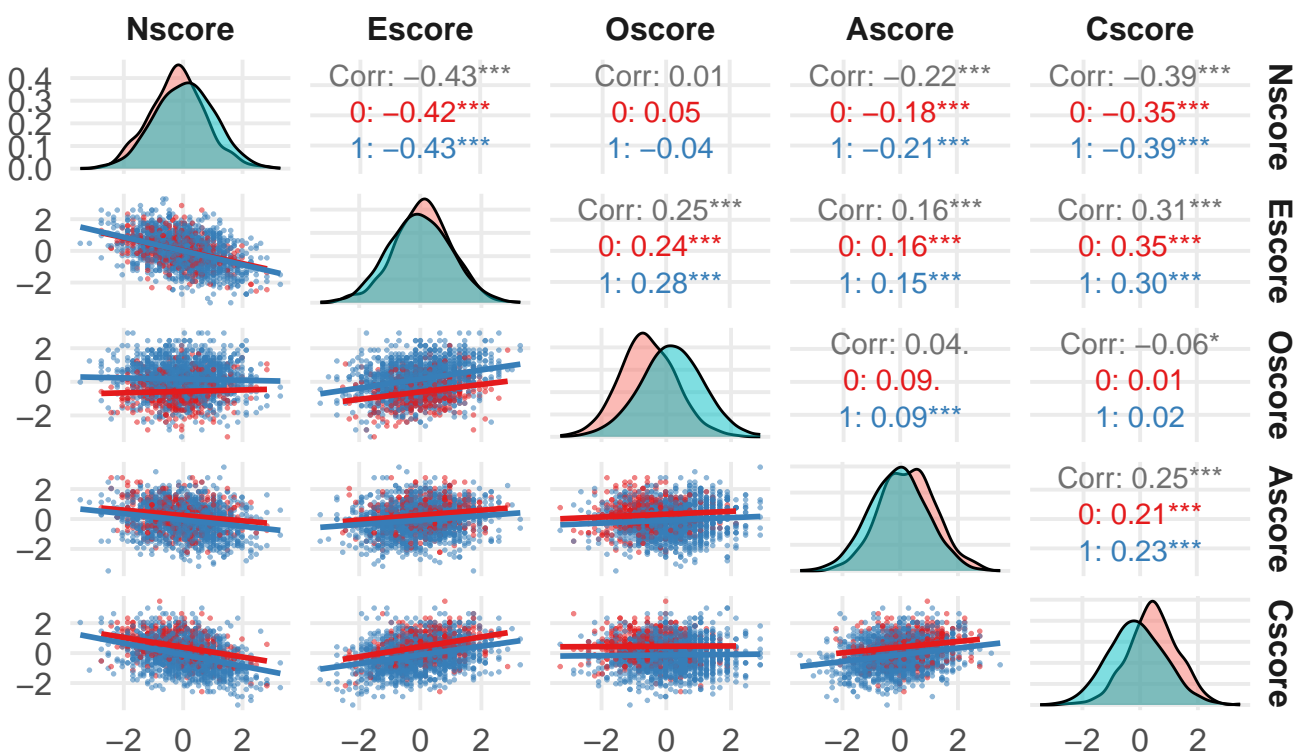 Nscore Escore Oscore Ascore Cscore
0.4
0.3
0.2
0.1
0.0
Corr: −0.43***
0: −0.42***
1: −0.43***
Corr: 0.01
0: 0.05
1: −0.04
Corr: −0.22***
0: −0.18***
1: −0.21***
Corr: −0.39***
0: −0.35***
1: −0.39***
Nscore
2
0
−2
Corr: 0.25***
0: 0.24***
1: 0.28***
Corr: 0.16***
0: 0.16***
1: 0.15***
Corr: 0.31***
0: 0.35***
1: 0.30***
Escore
2
0
−2
Corr: 0.04.
0: 0.09.
1: 0.09***
Corr: −0.06*
0: 0.01
1: 0.02
Oscore
2
0
−2
Corr: 0.25***
0: 0.21***
1: 0.23***
Ascore
2
0
−2
Cscore
−2 0 2 −2 0 2 −2 0 2 −2 0 2 −2 0 2